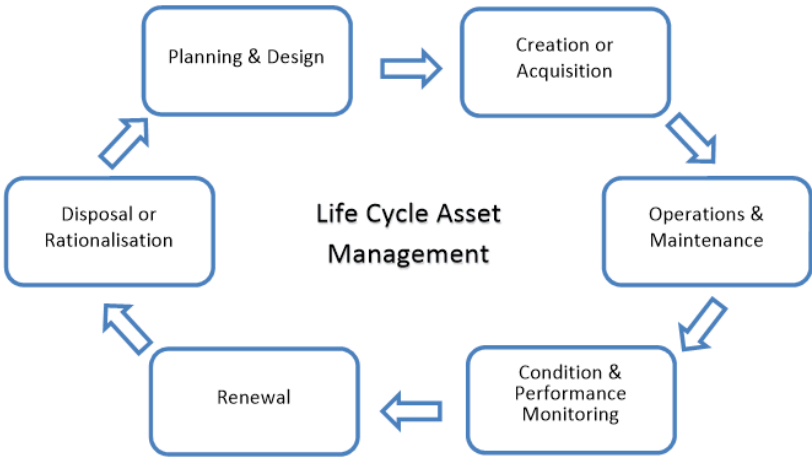 Planning & Design
Creation or
Acquisition
Operations &
Maintenance
Condition &
Performance
Monitoring
Renewal
Disposal or
Rationalisation
Life Cycle Asset
Management